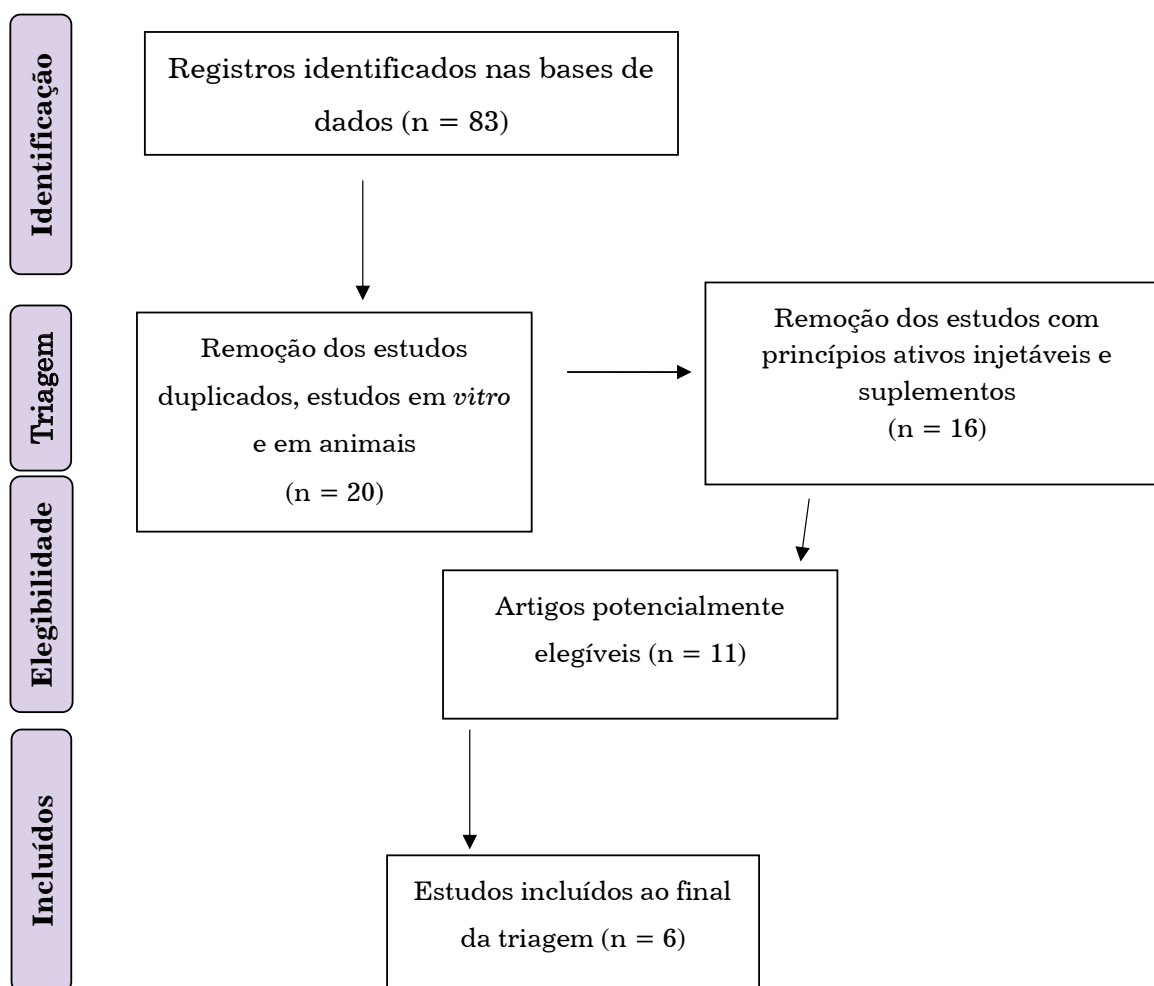 Identificação
Registros identificados nas bases de
dados (n = 83)
Triagem
Remoção dos estudos
duplicados, estudos em vitro
e em animais
(n = 20)
Remoção dos estudos com
princípios ativos injetáveis e
suplementos
(n = 16)
Elegibilidade
Artigos potencialmente
elegíveis (n = 11)
Incluídos
Estudos incluídos ao final
da triagem (n = 6)